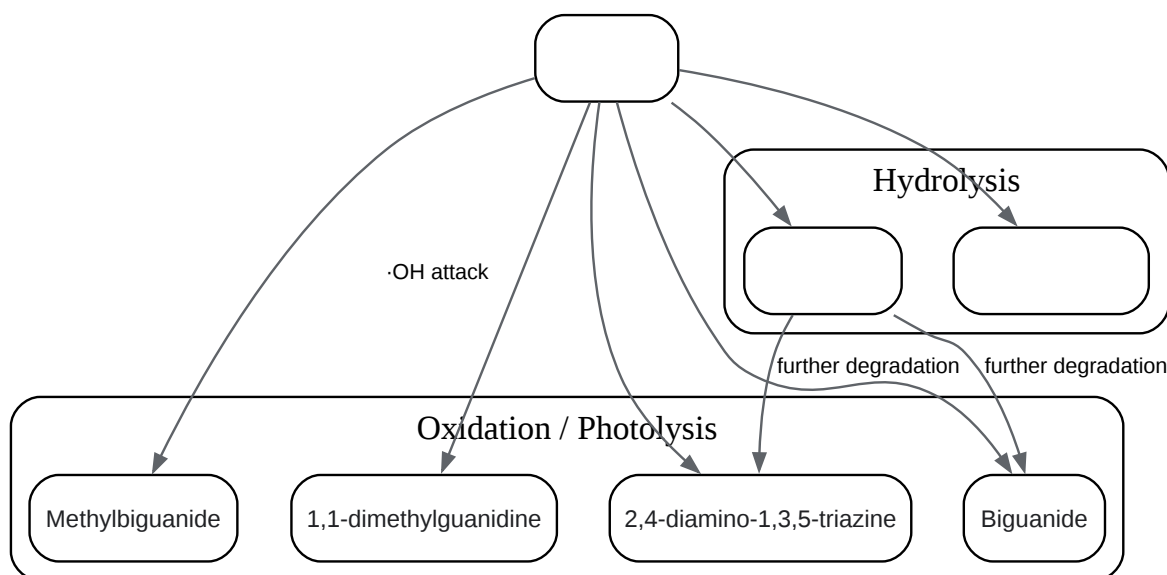 Hydrolysis
·OH attack
further degradation
further degradation
Oxidation / Photolysis
Methylbiguanide
1,1-dimethylguanidine
2,4-diamino-1,3,5-triazine
Biguanide